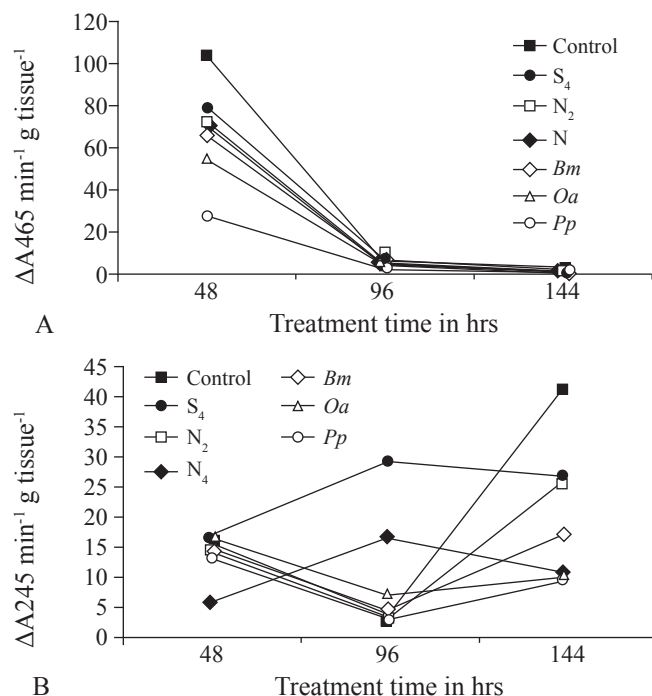 ΔA465 min⁻¹ g tissue⁻¹
120
100
80
60
40
20
0
48
96
144
Control
S₄
N₂
N
Bm
Oa
Pp
A
Treatment time in hrs
ΔA245 min⁻¹ g tissue⁻¹
45
40
35
30
25
20
15
10
5
0
Control
S₄
N₂
N₄
Bm
Oa
Pp
48
96
144
B
Treatment time in hrs